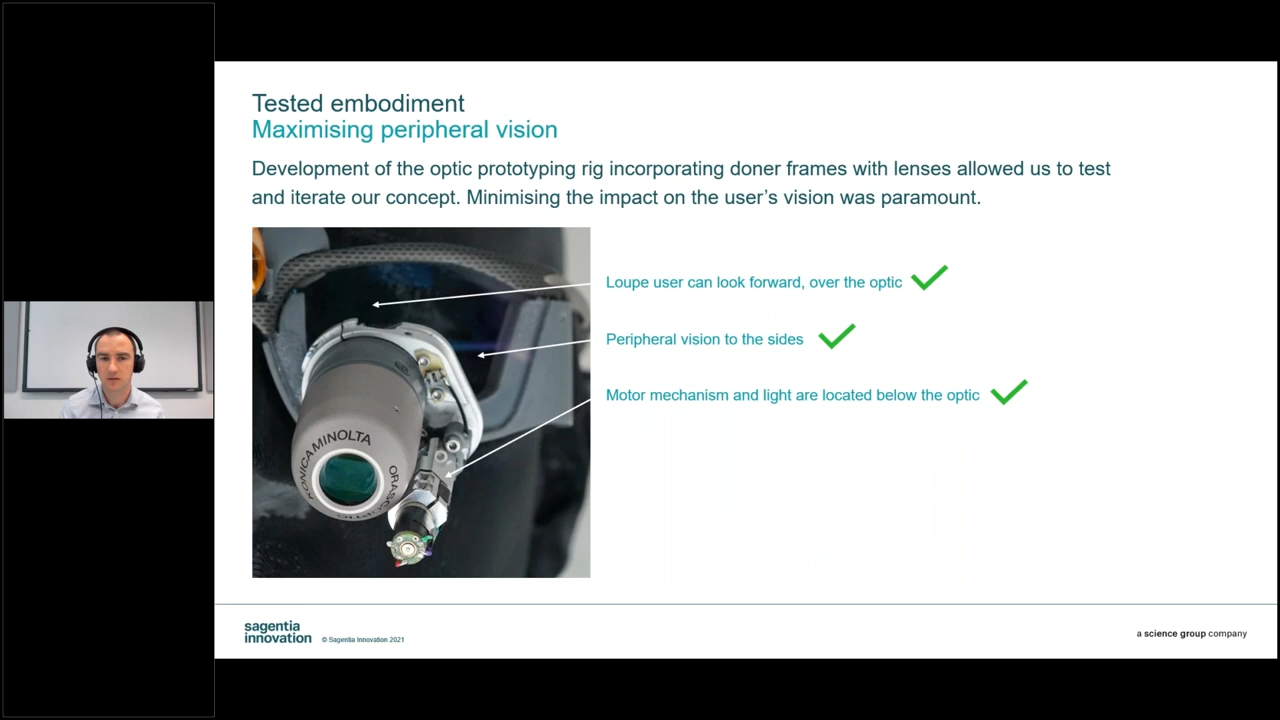 Tested embodiment
Maximising peripheral vision
Development of the optic prototyping rig incorporating doner frames with lenses allowed us to test
and iterate our concept. Minimising the impact on the user's vision was paramount.
Loupe user can look forward, over the optic
Peripheral vision to the sides
Motor mechanism and light are located below the optic
KONICAMINOLTA
ORASCOPTIC
sagentia
innovation
© Sagentia Innovation 2021
a science group company